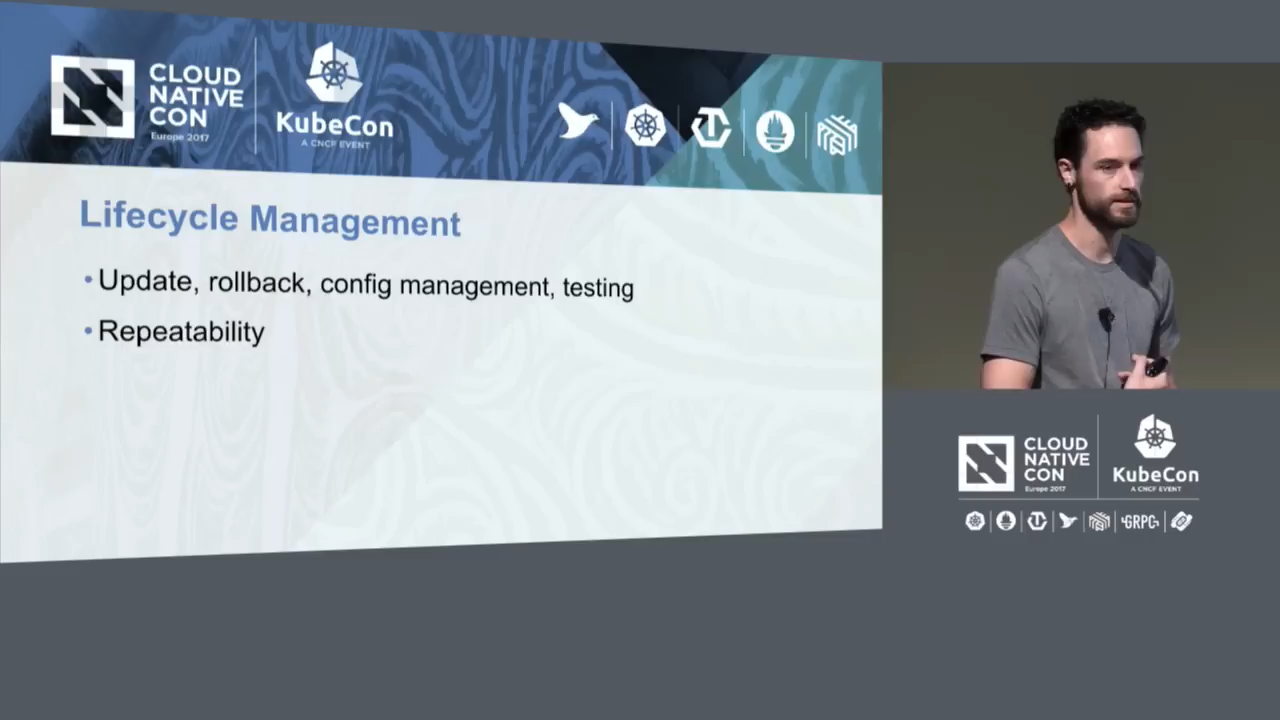 CLOUD
NATIVE
CON
Europe 2017
KubeCon
A CNCF EVENT
Lifecycle Management
• Update, rollback, config management, testing
• Repeatability
CLOUD
NATIVE
CON
Europe 2017
KubeCon
A CNCF EVENT
GRPC